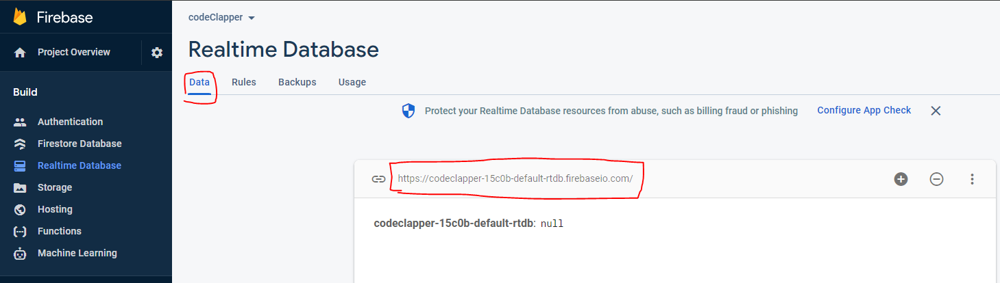 Firebase
Project Overview
Build
Authentication
Firestore Database
Realtime Database
Storage
Hosting
Functions
Machine Learning
codeClapper
Realtime Database
Data Rules Backups Usage
Protect your Realtime Database resources from abuse, such as billing fraud or phishing Configure App Check
https://codeclapper-15c0b-default-rtdb.firebaseio.com/
codeclapper-15c0b-default-rtdb: null